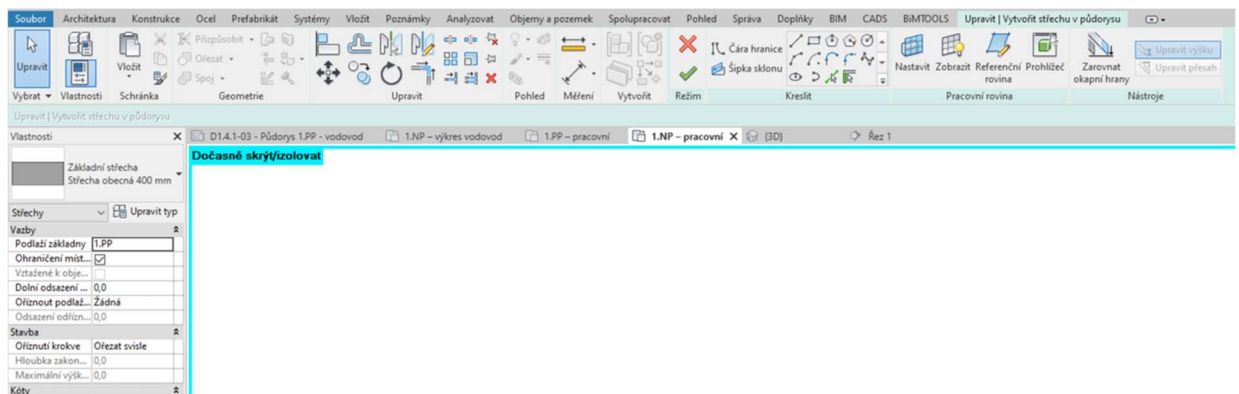 Soubor Architektura Konstrukce Ocel Prefabrikát Systémy Vložit Poznámky Analyzovat Objemy a pozemek Spolupracovat Pohled Správa Doplňky BIM CADS BiMTOOLS Upravit | Vytvořit střechu v půdorysu
Přizpůsobit
Čára hranice
Upravit výšku
Ořezat
Upravit
Vložit
Spoj
Šipka sklonu
Nastavit Zobrazit Referenční rovina Prohlížeč
Zarovnat okapní hrany
Upravit přesah
Vybrat Vlastnosti Schránka Geometrie Upravit Pohled Měření Vytvořit Režim Kreslit Pracovní rovina Nástroje
Upravit | Vytvořit střechu v půdorysu
Vlastnosti X D1.4.1-03 - Půdorys 1.PP - vodovod 1.NP – výkres vodovod 1.PP – pracovní 1.NP – pracovní X {3D} Řez 1
Dočasně skrýt/izolovat
Základní střecha
Střecha obecná 400 mm
Střechy Upravit typ
Vazby
Podlaží základny 1.PP
Ohraničení míst...
Vztažené k obje...
Dolní odsazení ... 0,0
Oříznout podlaž... Žádná
Odsazení odřízn... 0,0
Stavba
Oříznutí krokve Ořezat svisle
Hloubka zakon... 0,0
Maximální výšk... 0,0
Kóty